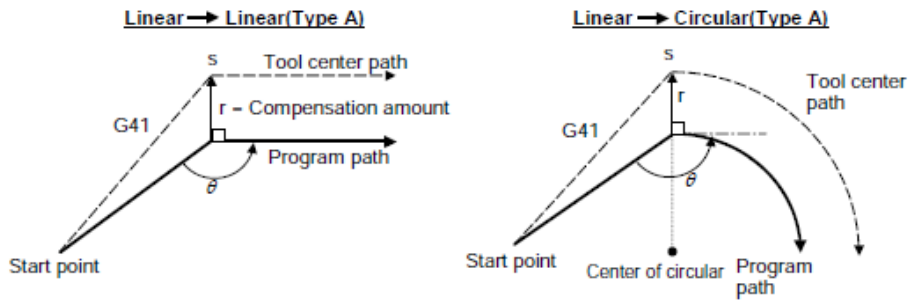 Linear → Linear(Type A)
s
Tool center path
r – Compensation amount
G41
Program path
θ
Start point
Linear → Circular(Type A)
s
Tool center
path
r
G41
θ
Start point
Center of circular
Program
path